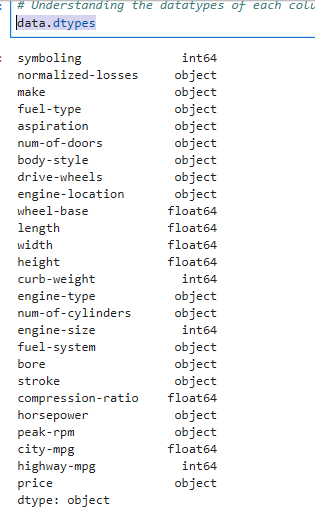 # Understanding the datatypes of each colu
data.dtypes
symboling int64
normalized-losses object
make object
fuel-type object
aspiration object
num-of-doors object
body-style object
drive-wheels object
engine-location object
wheel-base float64
length float64
width float64
height float64
curb-weight int64
engine-type object
num-of-cylinders object
engine-size int64
fuel-system object
bore object
stroke object
compression-ratio float64
horsepower object
peak-rpm object
city-mpg float64
highway-mpg int64
price object
dtype: object